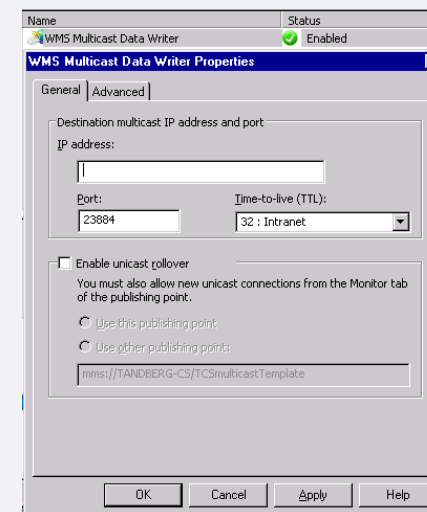 Name Status
WMS Multicast Data Writer Enabled
WMS Multicast Data Writer Properties
General Advanced
Destination multicast IP address and port
IP address:
Port: Time-to-live (TTL):
23884 32 : Intranet
Enable unicast rollover
You must also allow new unicast connections from the Monitor tab
of the publishing point.
Use this publishing point
Use other publishing point:
mms://TANDBERG-CS/TCSmulticastTemplate
OK Cancel Apply Help